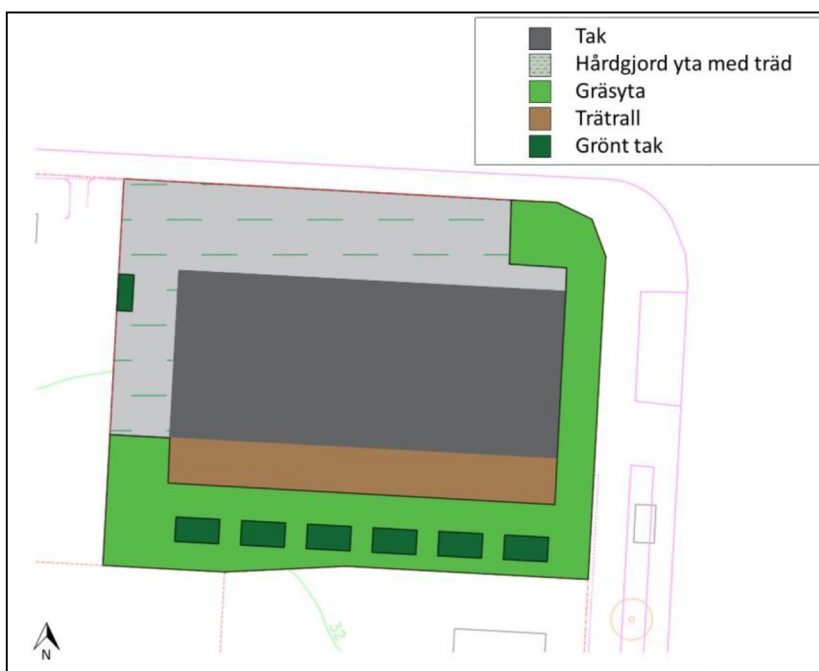 Tak
Hårdgjord yta med träd
Gräsyta
Trätrall
Grönt tak
32
N